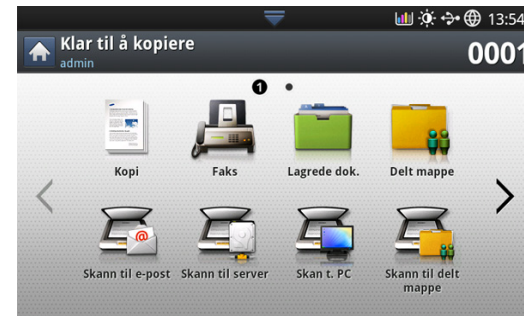 13:54
Klar til å kopiere
admin
0001
1
Kopi
Faks
Lagrede dok.
Delt mappe
Skann til e-post
Skann til server
Skan t. PC
Skann til delt
mappe